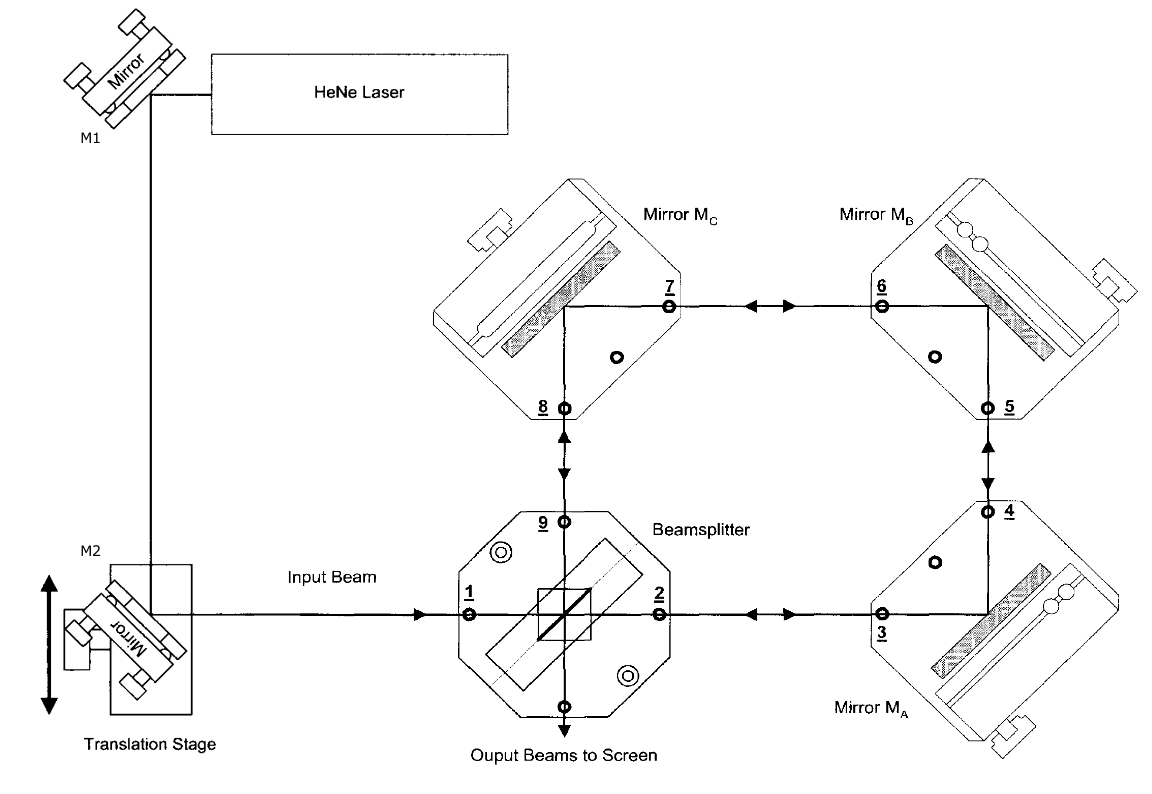 Mirror
HeNe Laser
M1
Mirror M_C
Mirror M_B
7
6
8
5
9
4
Beamsplitter
M2
Input Beam
1
2
3
Mirror
Mirror M_A
Translation Stage
Ouput Beams to Screen